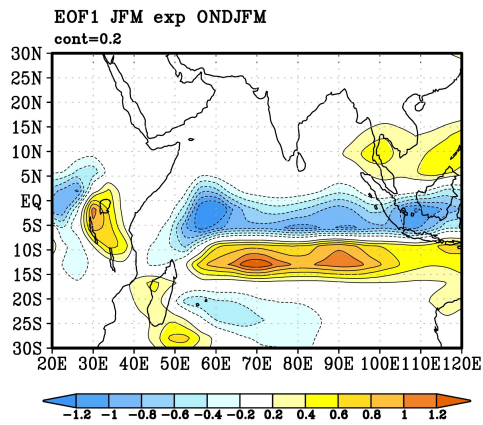 EOF1 JFM exp ONDJFM
cont=0.2
30N
25N
20N
15N
10N
5N
EQ
5S
10S
15S
20S
25S
30S
20E 30E 40E 50E 60E 70E 80E 90E 100E 110E 120E
-1.2 -1 -0.8 -0.6 -0.4 -0.2 0.2 0.4 0.6 0.8 1 1.2